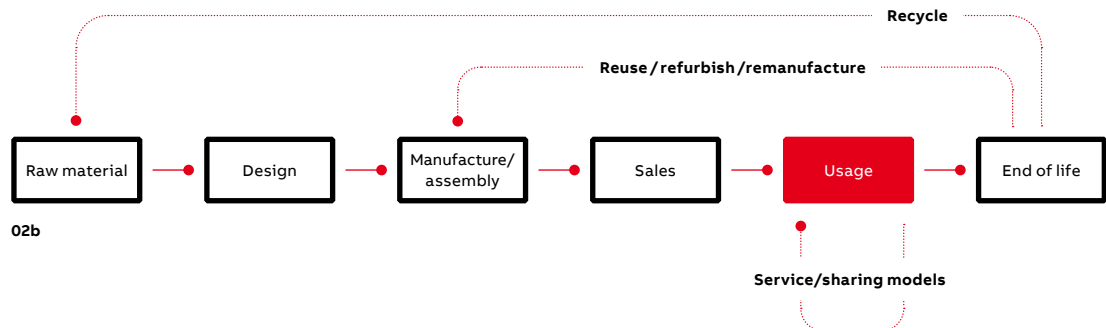 Recycle
Reuse/refurbish/remanufacture
Raw material
Design
Manufacture/
assembly
Sales
Usage
End of life
02b
Service/sharing models